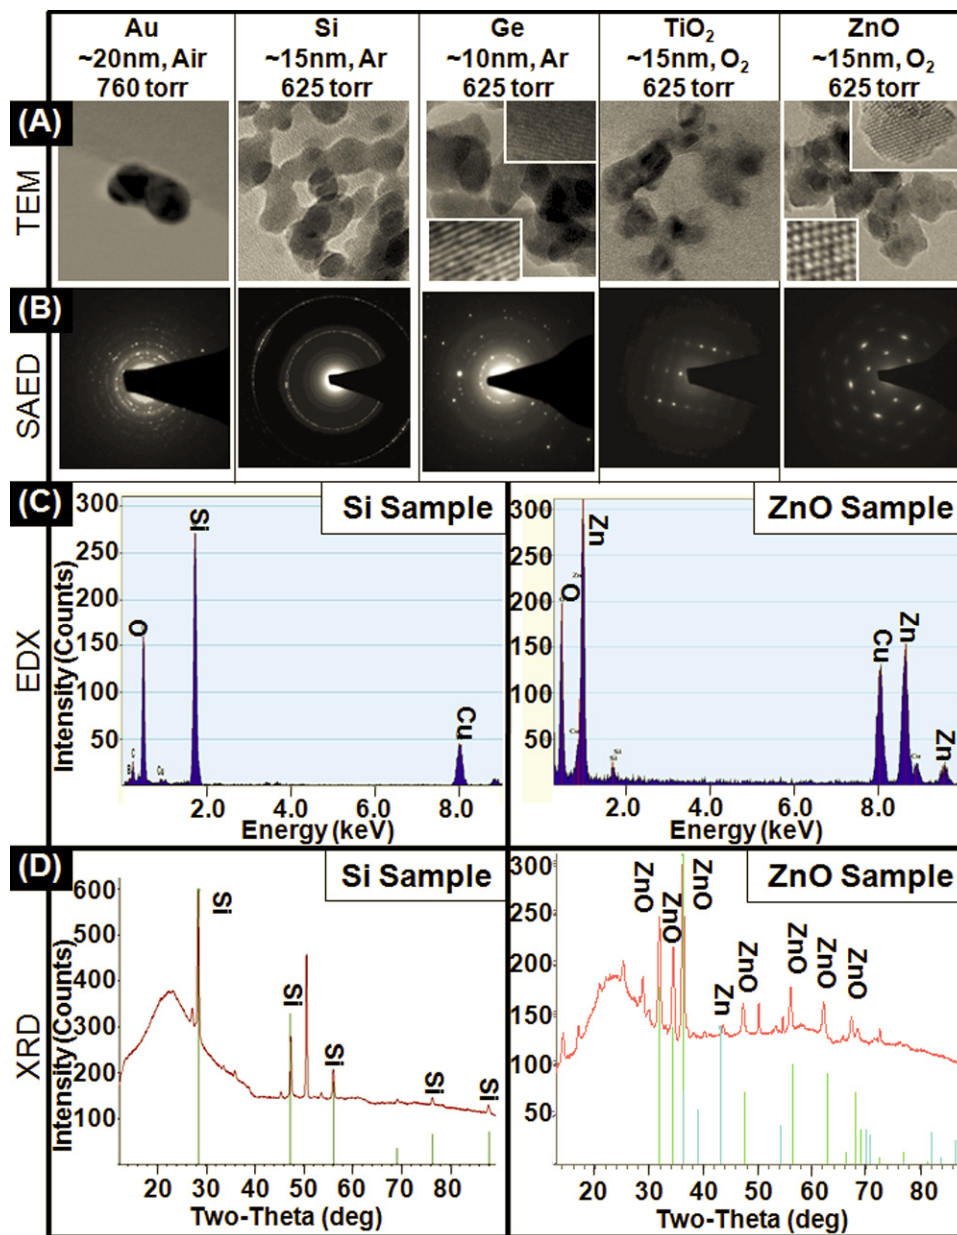 Au
~20nm, Air
760 torr
Si
~15nm, Ar
625 torr
Ge
~10nm, Ar
625 torr
TiO₂
~15nm, O₂
625 torr
ZnO
~15nm, O₂
625 torr
(A)
TEM
(B)
SAED
(C)
EDX
Si Sample
Intensity (Counts)
300
250
200
150
100
50
O
Si
Cu
C
Cu
2.0
4.0
6.0
8.0
Energy (keV)
ZnO Sample
300
250
200
150
100
50
O
Zn
Zn
Cu
Zn
Cu
Zn
2.0
4.0
6.0
8.0
Energy (keV)
(D)
XRD
Si Sample
Intensity (Counts)
600
500
400
300
200
100
Si
Si
Si
Si
Si
20
30
40
50
60
70
80
Two-Theta (deg)
ZnO Sample
300
250
200
150
100
50
ZnO
ZnO
ZnO
Zn
ZnO
ZnO
ZnO
ZnO
20
30
40
50
60
70
80
Two-Theta (deg)